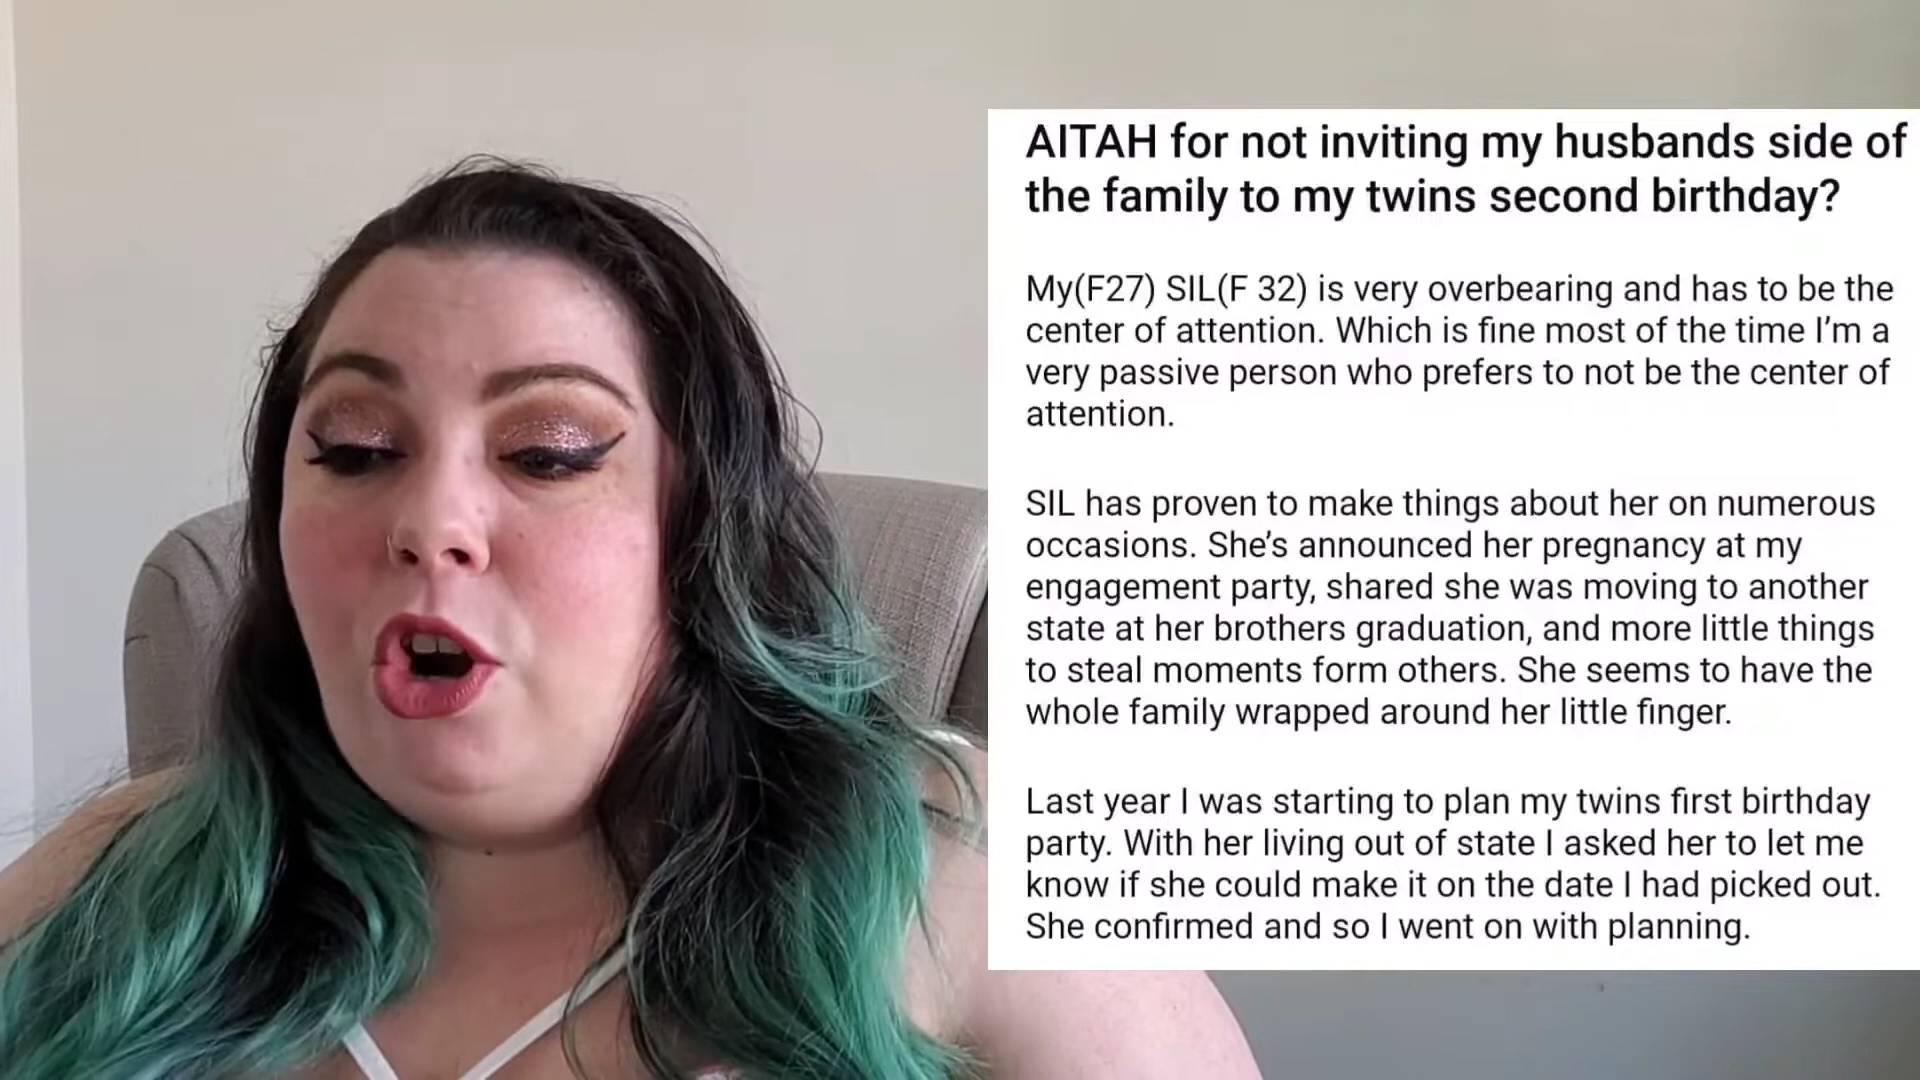 AITAH for not inviting my husbands side of
the family to my twins second birthday?
My(F27) SIL(F 32) is very overbearing and has to be the
center of attention. Which is fine most of the time I’m a
very passive person who prefers to not be the center of
attention.
SIL has proven to make things about her on numerous
occasions. She’s announced her pregnancy at my
engagement party, shared she was moving to another
state at her brothers graduation, and more little things
to steal moments form others. She seems to have the
whole family wrapped around her little finger.
Last year I was starting to plan my twins first birthday
party. With her living out of state I asked her to let me
know if she could make it on the date I had picked out.
She confirmed and so I went on with planning.